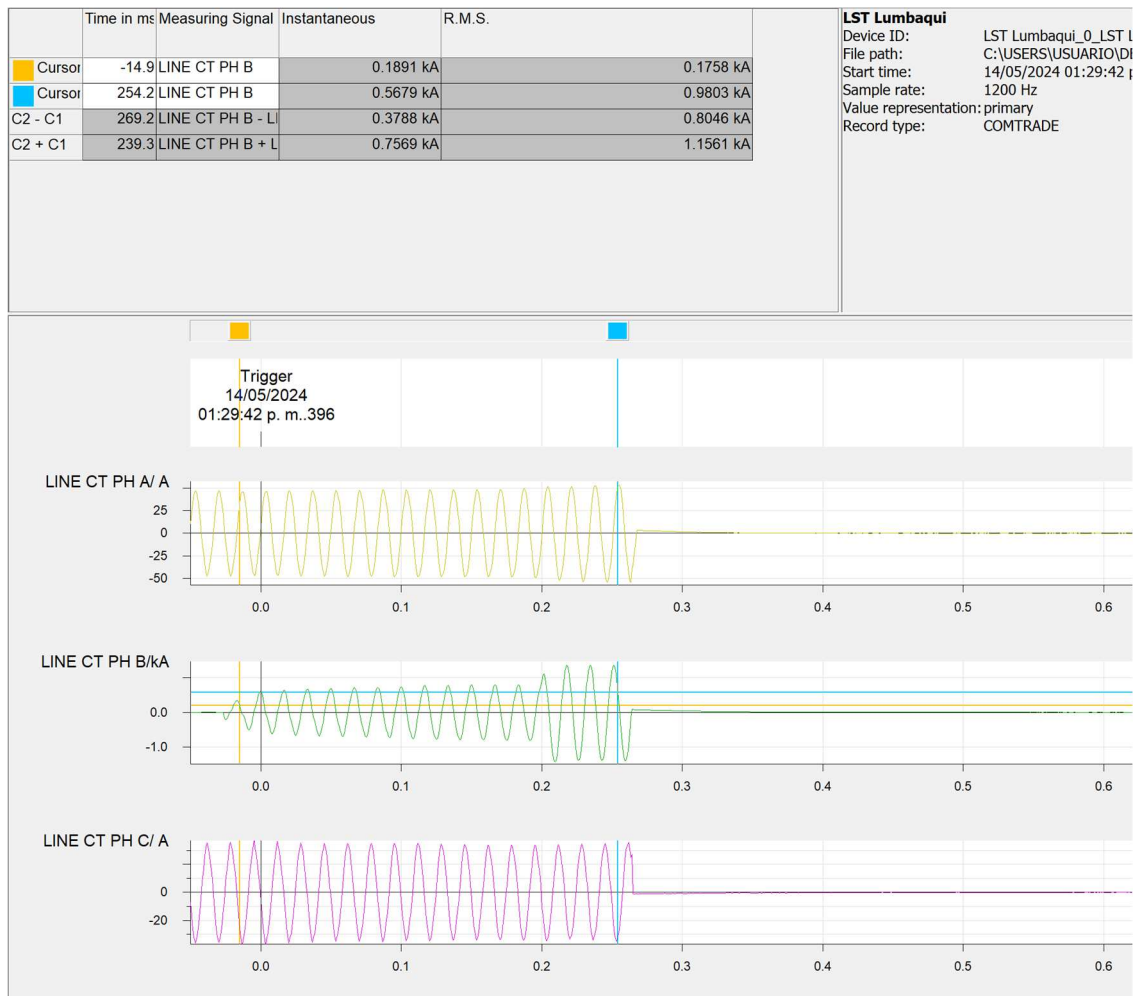 Time in ms Measuring Signal Instantaneous R.M.S.
Cursor -14.9 LINE CT PH B 0.1891 kA 0.1758 kA
Cursor 254.2 LINE CT PH B 0.5679 kA 0.9803 kA
C2 - C1 269.2 LINE CT PH B - LI 0.3788 kA 0.8046 kA
C2 + C1 239.3 LINE CT PH B + L 0.7569 kA 1.1561 kA
LST Lumbaqui
Device ID: LST Lumbaqui_0_LST L
File path: C:\USERS\USUARIO\DE
Start time: 14/05/2024 01:29:42 p
Sample rate: 1200 Hz
Value representation: primary
Record type: COMTRADE
Trigger
14/05/2024
01:29:42 p. m..396
LINE CT PH A/ A
25
0
-25
-50
0.0 0.1 0.2 0.3 0.4 0.5 0.6
LINE CT PH B/kA
0.0
-1.0
0.0 0.1 0.2 0.3 0.4 0.5 0.6
LINE CT PH C/ A
0
-20
0.0 0.1 0.2 0.3 0.4 0.5 0.6